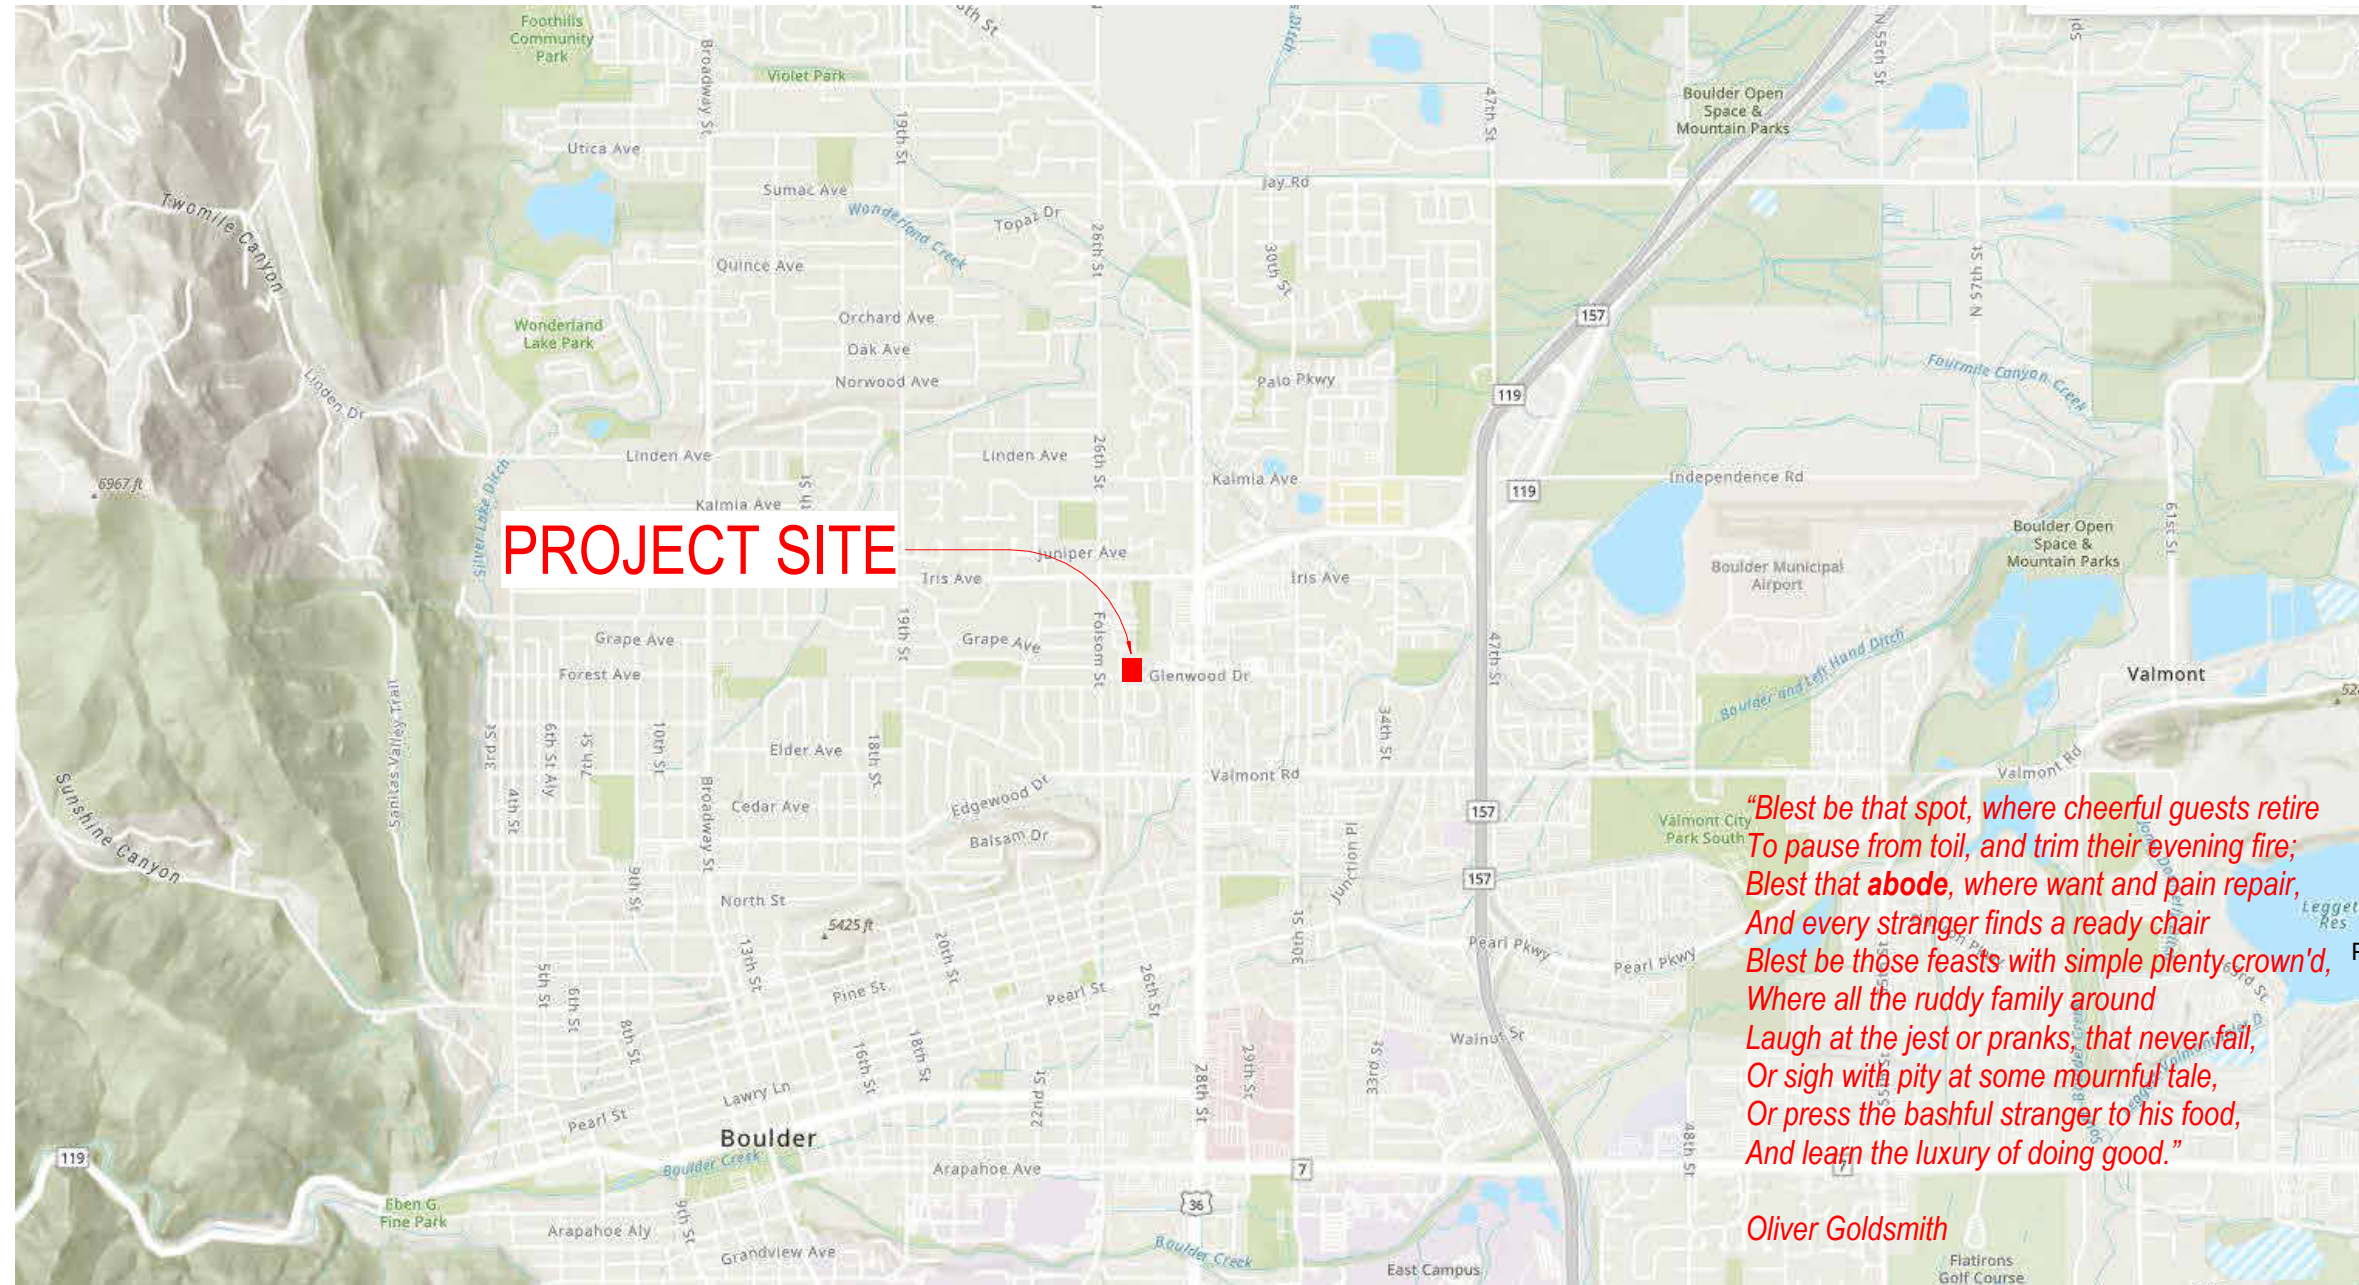 Foothills
Community
Park
Violet Park
Broadway St
19th St
26th St
Utica Ave
Sumac Ave
Wonderland Creek
Topaz Dr
Quince Ave
Orchard Ave
Oak Ave
Norwood Ave
Wonderland
Lake Park
Twomile Canyon
Linden Dr
6967 ft
Silver Lake Ditch
Linden Ave
Linden Ave
26th St
Kalmia Ave
Kalmia Ave
47th St
Jay Rd
30th St
Palo Pkwy
Boulder Open
Space &
Mountain Parks
N 55th St
N 57th St
157
119
119
Fourmile Canyon Creek
Independence Rd
Boulder Open
Space &
Mountain Parks
61st St
Boulder Municipal
Airport
PROJECT SITE
Juniper Ave
Iris Ave
Iris Ave
Grape Ave
Grape Ave
19th St
Folsom St
Forest Ave
Glenwood Dr
47th St
Boulder and Left Hand Ditch
Valmont
Sanitas Valley Trail
Sunshine Canyon
3rd St
6th St Aly
7th St
10th St
Elder Ave
18th St
34th St
Valmont Rd
Valmont Rd
4th St
Broadway St
Cedar Ave
Edgewood Dr
Balsam Dr
Junction Pl
157
157
Valmont City
Park South
“Blest be that spot, where cheerful guests retire
To pause from toil, and trim their evening fire;
Blest that abode, where want and pain repair,
And every stranger finds a ready chair
Blest be those feasts with simple plenty crown'd,
Where all the ruddy family around
Laugh at the jest or pranks, that never fail,
Or sigh with pity at some mournful tale,
Or press the bashful stranger to his food,
And learn the luxury of doing good.”
Oliver Goldsmith
9th St
North St
5425 ft
13th St
20th St
30th St
Pearl Pkwy
Pearl Pkwy
5th St
6th St
8th St
Pine St
Pearl St
26th St
16th St
18th St
22nd St
28th St
29th St
33rd St
Walnut St
63rd St
55th St
48th St
Lawry Ln
Pearl St
Boulder
Boulder Creek
Arapahoe Ave
7
7
36
119
Eben G
Fine Park
Arapahoe Aly
9th St
Grandview Ave
Boulder Creek
East Campus
Flatirons
Golf Course